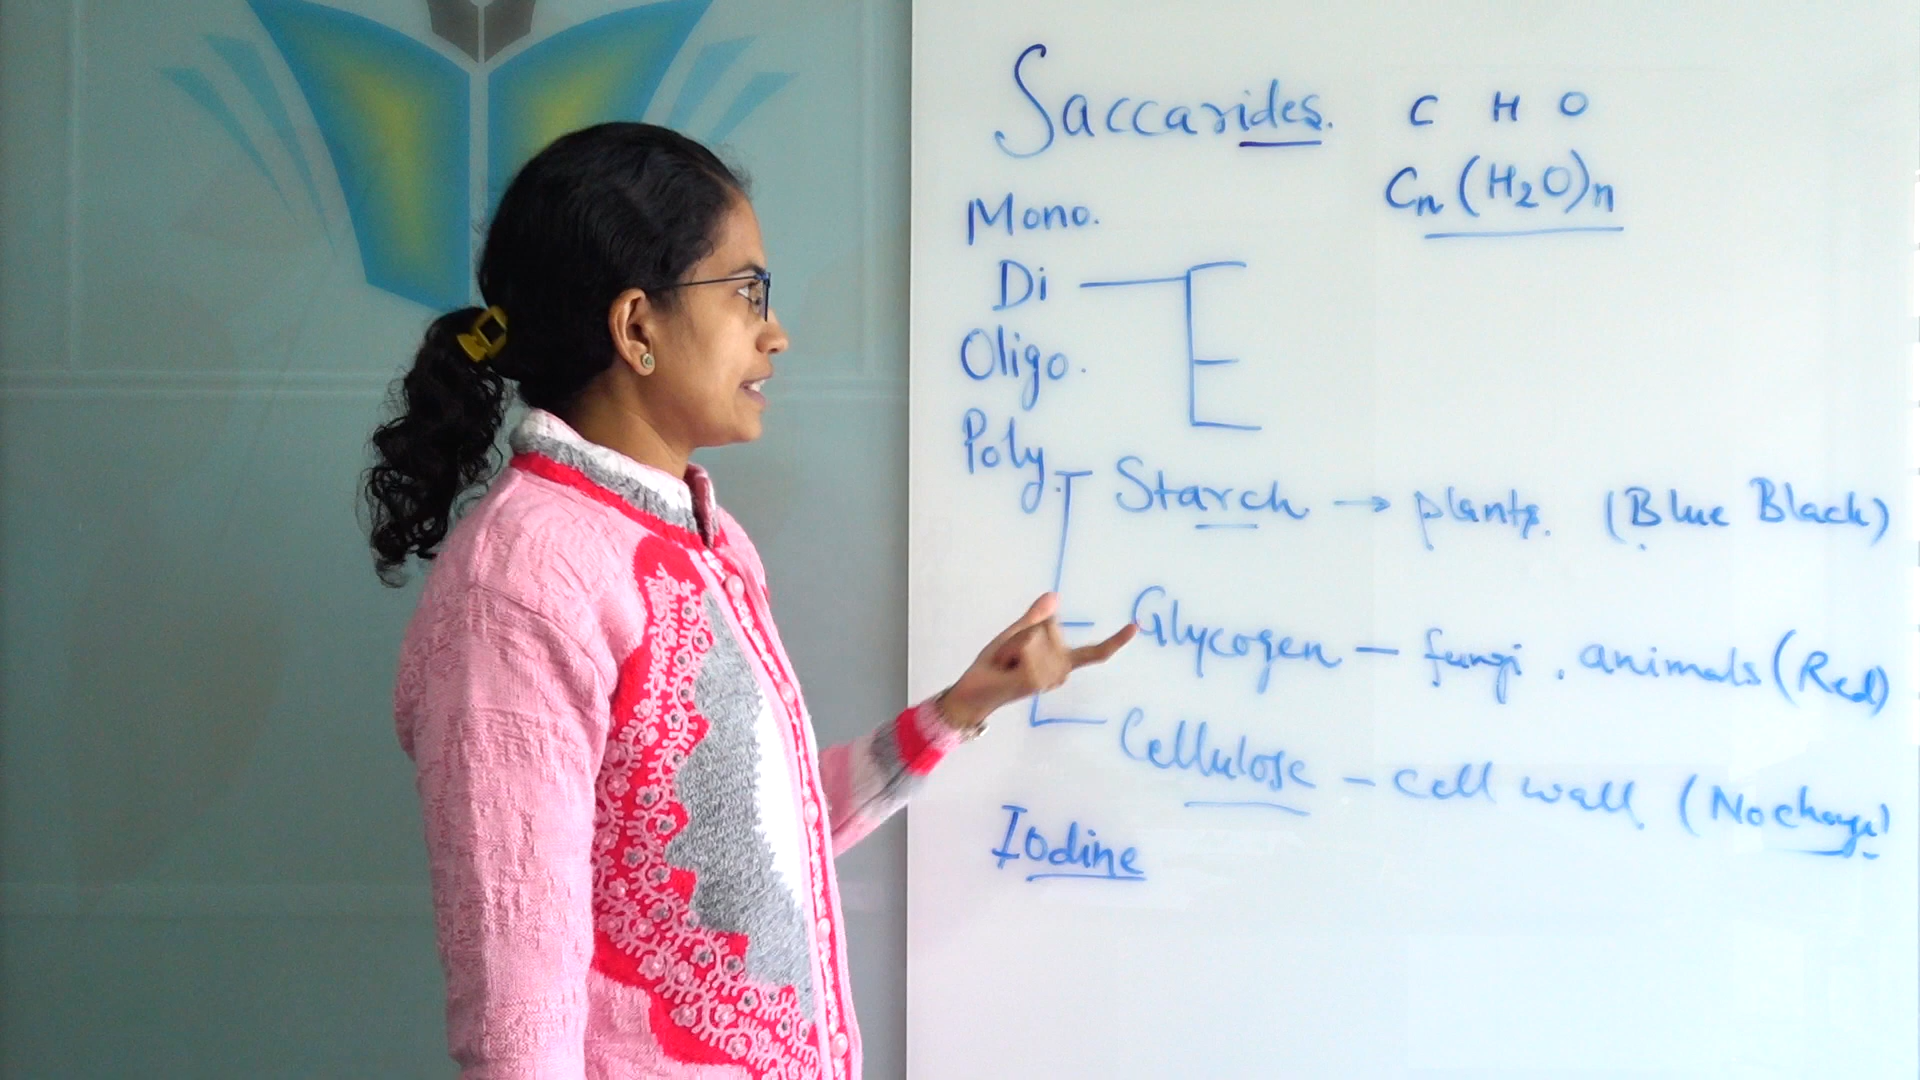 Saccarides. C H O
Cn (H2O)n
Mono.
Di
Oligo.
Poly.
Starch → plants. (Blue Black)
Glycogen – fungi, animals (Red)
Cellulose – cell wall (No change)
Iodine